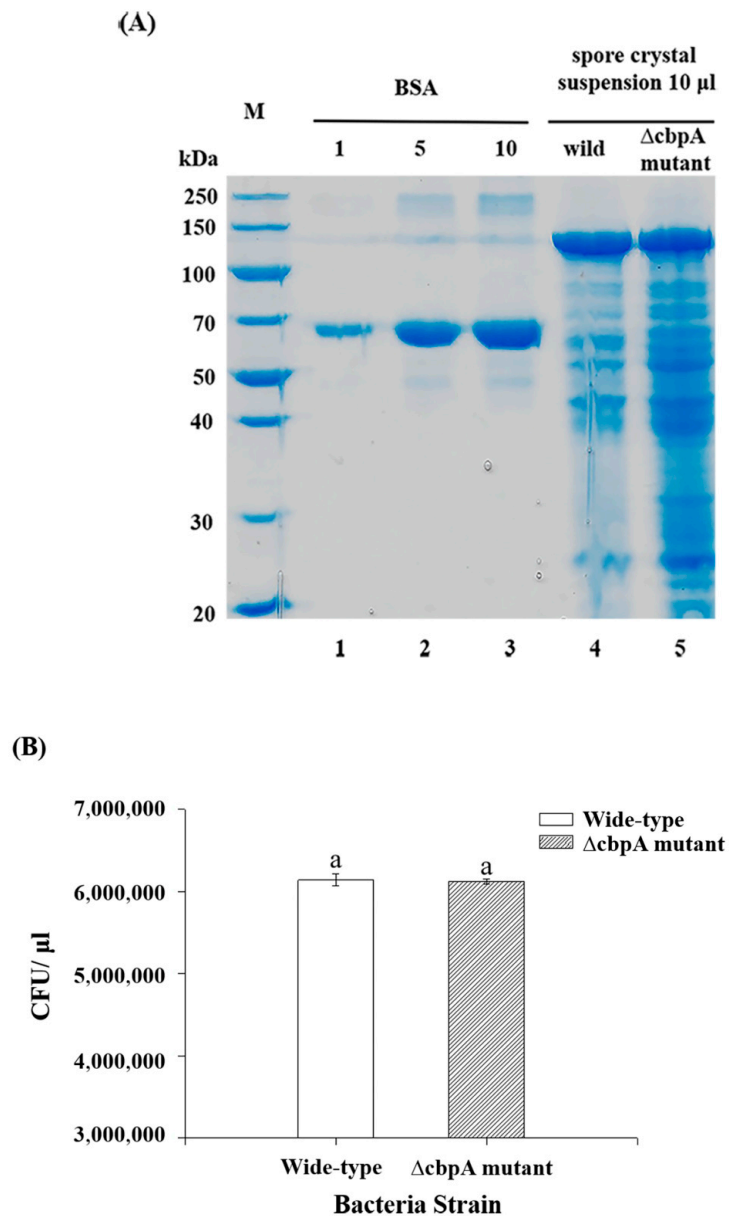 (A)
spore crystal
suspension 10 µl
BSA
M
kDa
1 5 10 wild ΔcbpA
mutant
250
150
100
70
50
40
30
20
1 2 3 4 5
(B)
7,000,000
6,000,000
5,000,000
4,000,000
3,000,000
CFU/ µl
Wide-type
ΔcbpA mutant
a a
Wide-type ΔcbpA mutant
Bacteria Strain